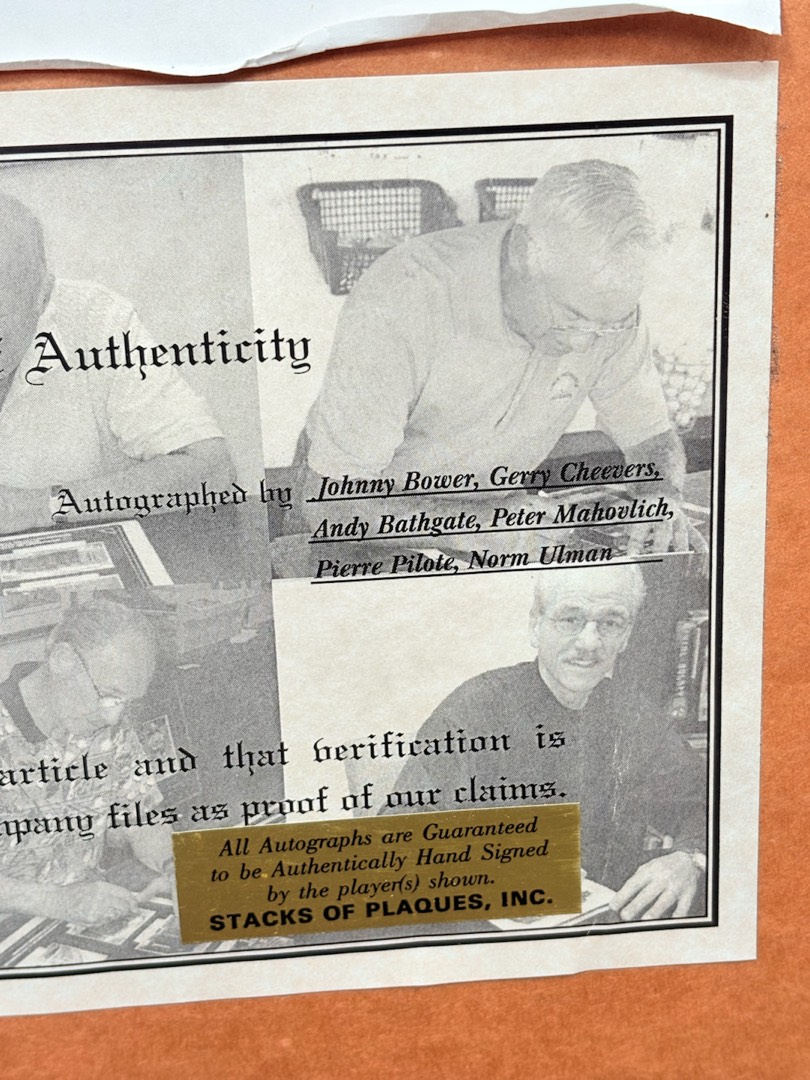 Authenticity
Autographed by Johnny Bower, Gerry Cheevers,
Andy Bathgate, Peter Mahovlich,
Pierre Pilote, Norm Ulman
article and that verification is
files as proof of our claims.
All Autographs are Guaranteed
to be Authentically Hand Signed
by the player(s) shown.
STACKS OF PLAQUES, INC.